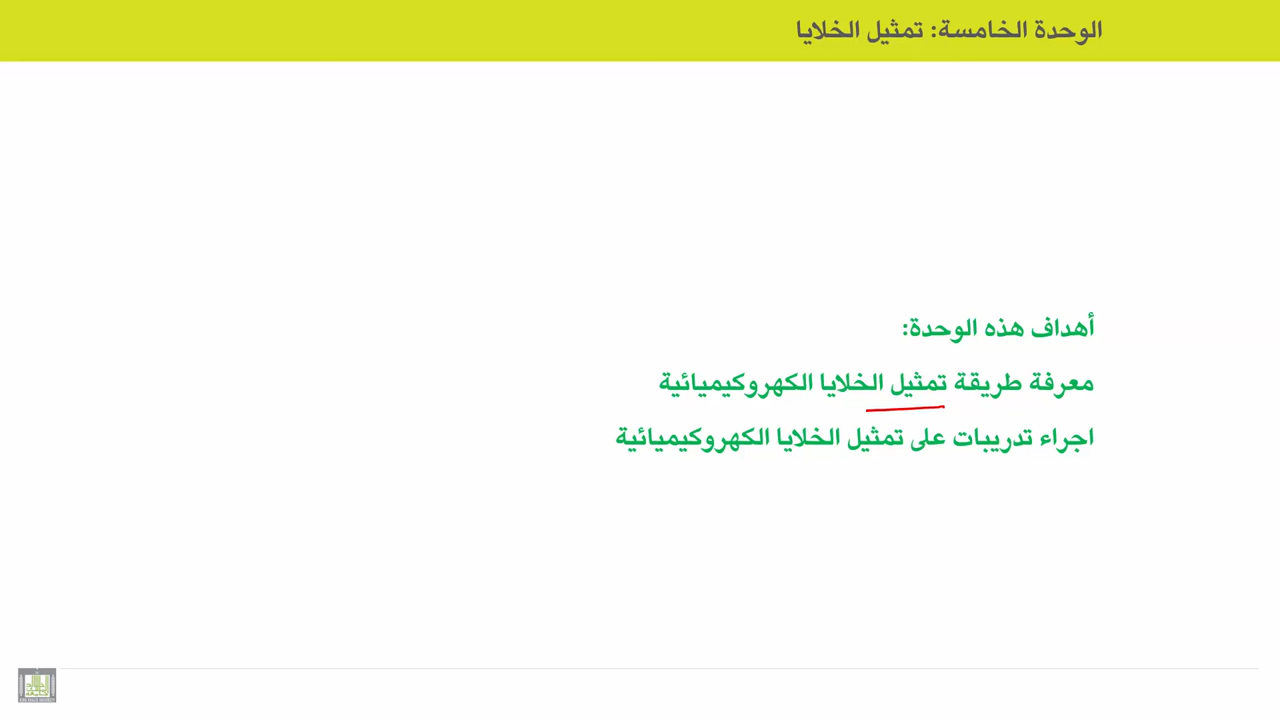 الوحدة الخامسة: تمثيل الخلايا
أهداف هذه الوحدة:
معرفة طريقة تمثيل الخلايا الكهروكيميائية
اجراء تدريبات على تمثيل الخلايا الكهروكيميائية